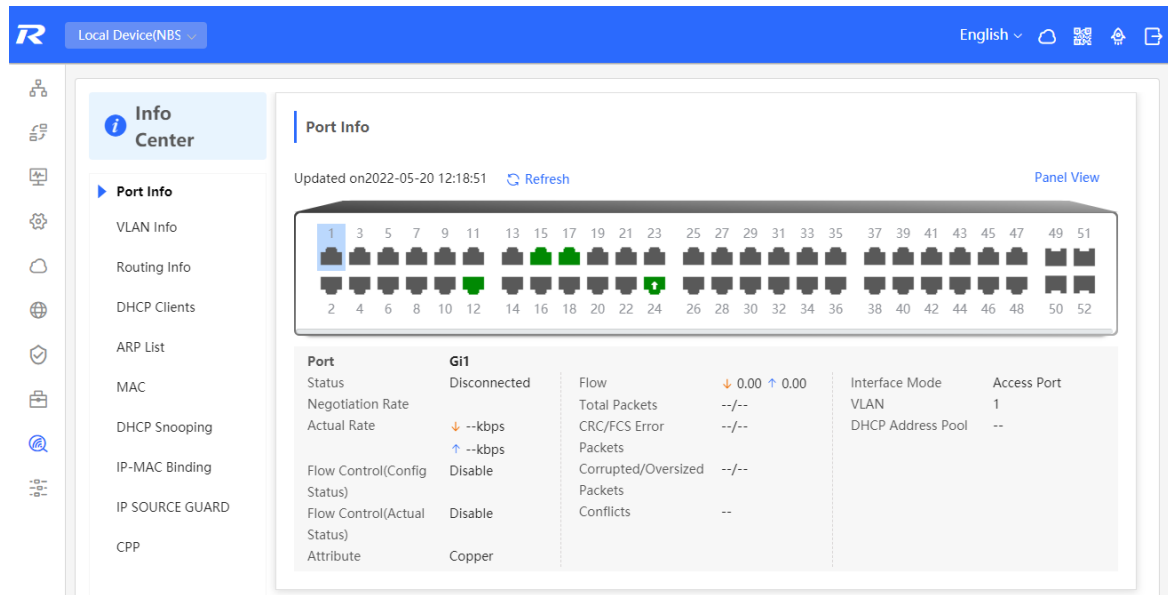 Local Device(NBS
English
Info
Center
Port Info
VLAN Info
Routing Info
DHCP Clients
ARP List
MAC
DHCP Snooping
IP-MAC Binding
IP SOURCE GUARD
CPP
Port Info
Updated on2022-05-20 12:18:51 Refresh Panel View
1 3 5 7 9 11 13 15 17 19 21 23 25 27 29 31 33 35 37 39 41 43 45 47 49 51
2 4 6 8 10 12 14 16 18 20 22 24 26 28 30 32 34 36 38 40 42 44 46 48 50 52
Port Gi1
Status Disconnected
Negotiation Rate
Actual Rate ↓ --kbps
↑ --kbps
Flow Control(Config
Status) Disable
Flow Control(Actual
Status) Disable
Attribute Copper
Flow ↓ 0.00 ↑ 0.00
Total Packets --/--
CRC/FCS Error
Packets --/--
Corrupted/Oversized
Packets --/--
Conflicts --
Interface Mode Access Port
VLAN 1
DHCP Address Pool --